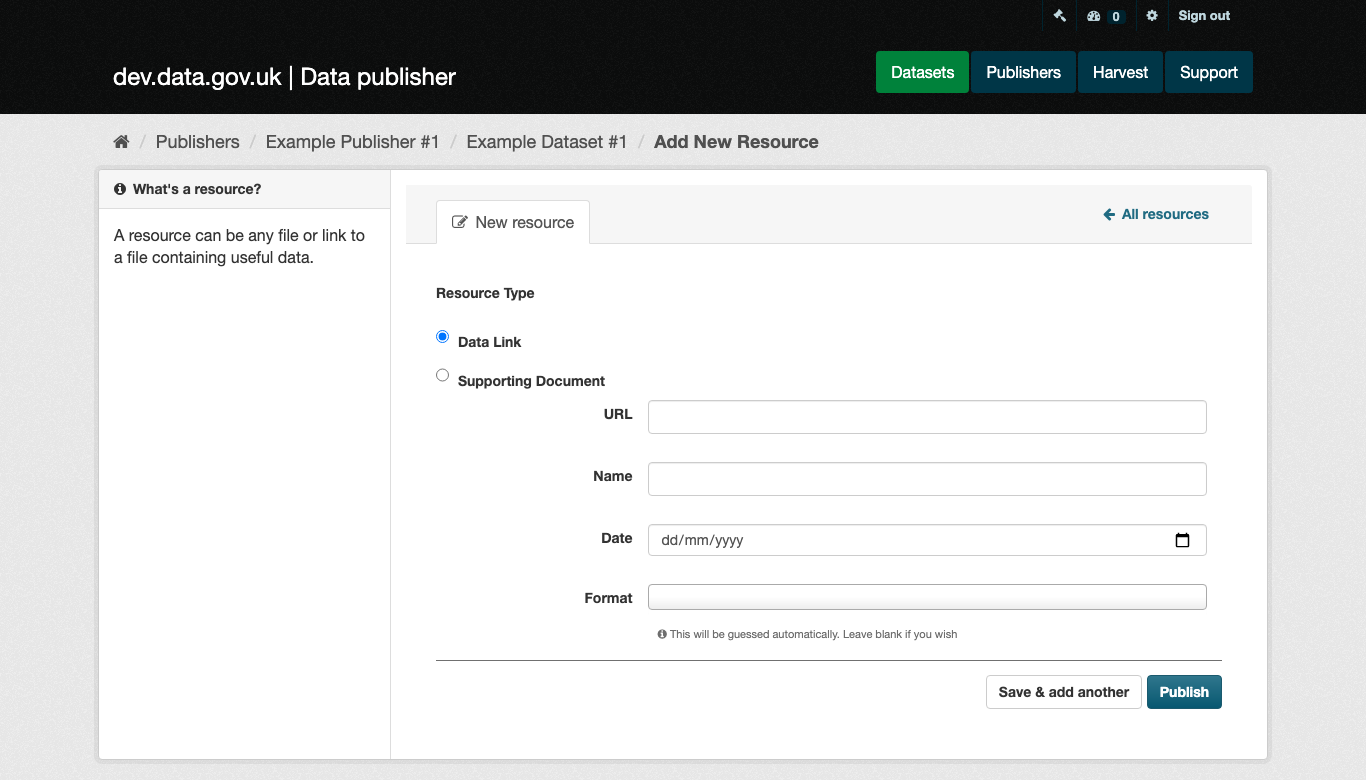 0
Sign out
dev.data.gov.uk | Data publisher
Datasets
Publishers
Harvest
Support
/ Publishers / Example Publisher #1 / Example Dataset #1 / Add New Resource
What's a resource?
A resource can be any file or link to
a file containing useful data.
New resource
All resources
Resource Type
Data Link
Supporting Document
URL
Name
Date
dd/mm/yyyy
Format
This will be guessed automatically. Leave blank if you wish
Save & add another
Publish